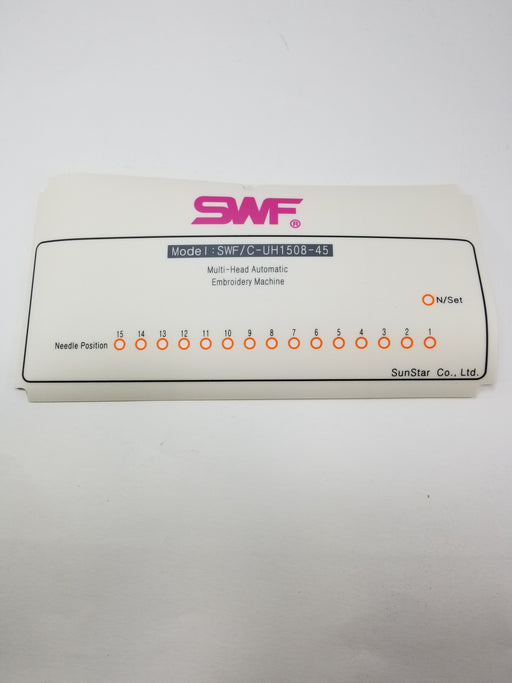 SWF®
Model:SWF/C-UH1508-45
Multi-Head Automatic
Embroidery Machine
N/Set
15 14 13 12 11 10 9 8 7 6 5 4 3 2 1
Needle Position
SunStar Co., Ltd.